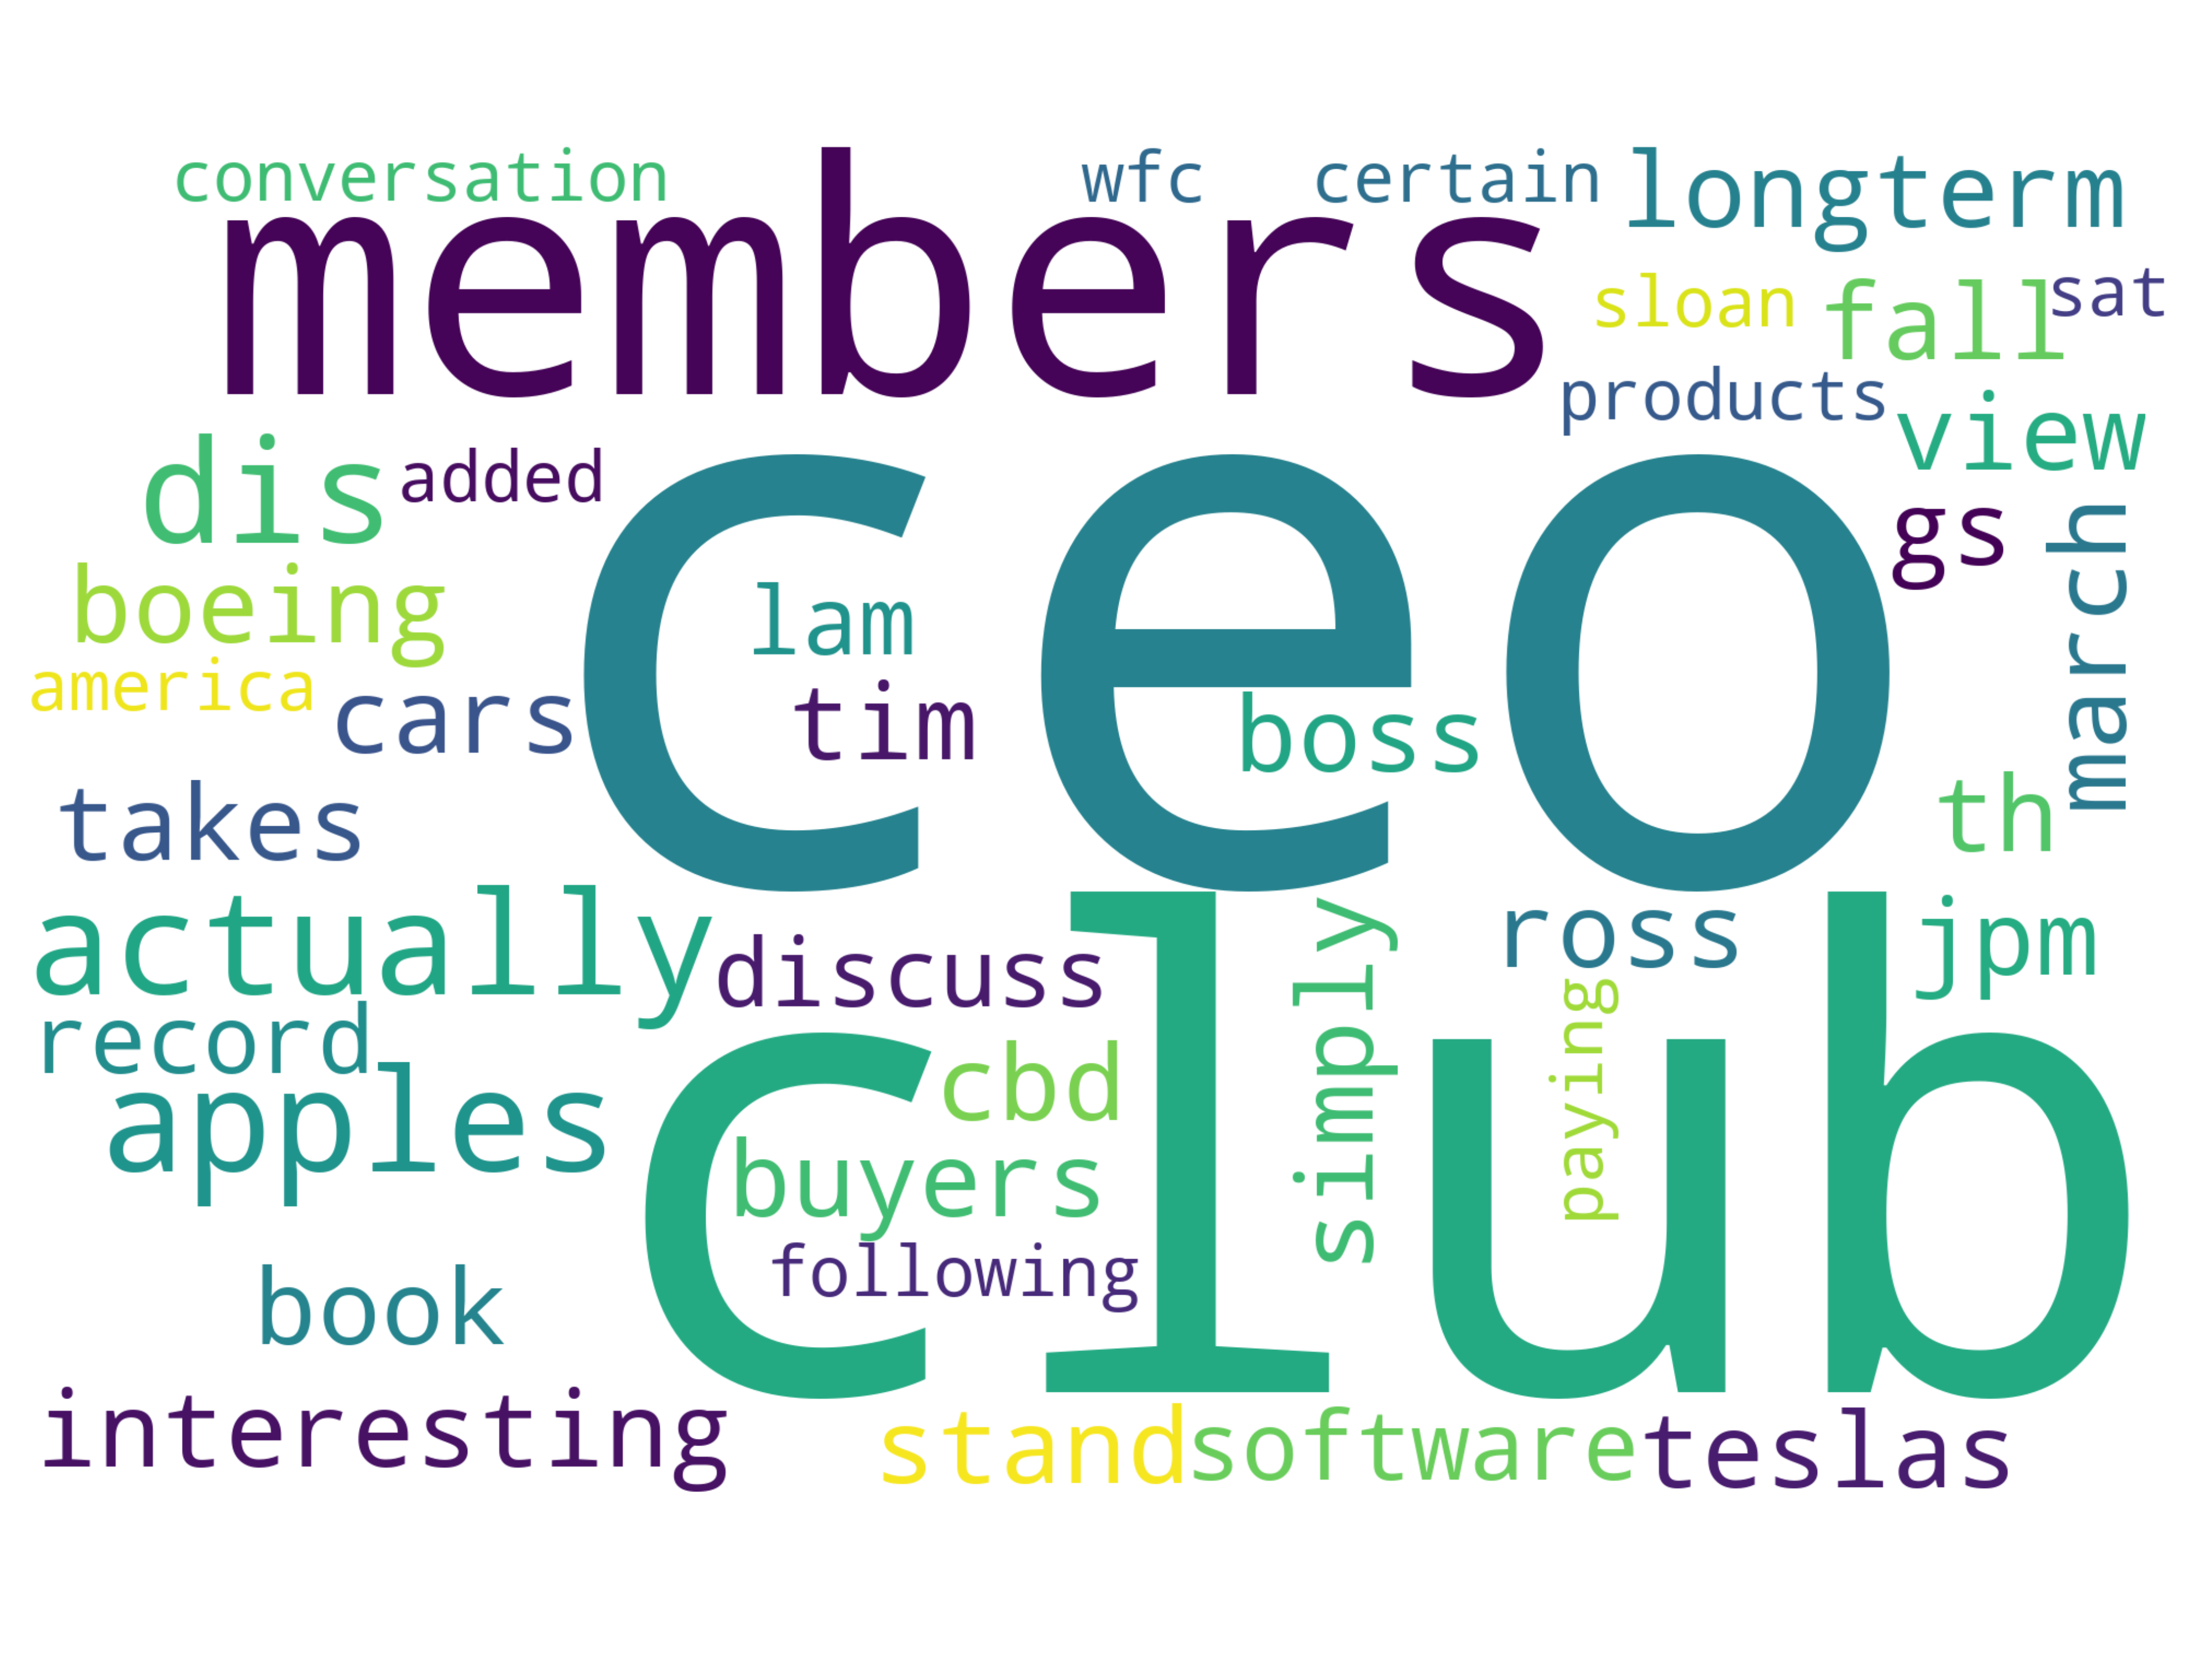 conversation
wfc
certain
longterm
members
sloan
fall
sat
products
view
dis
added
ceo
gs
march
boeing
lam
america
cars
tim
boss
takes
th
actually
discuss
simply
ross
jpm
record
club
cbd
paying
apples
buyers
following
book
interesting
stand
software
teslas